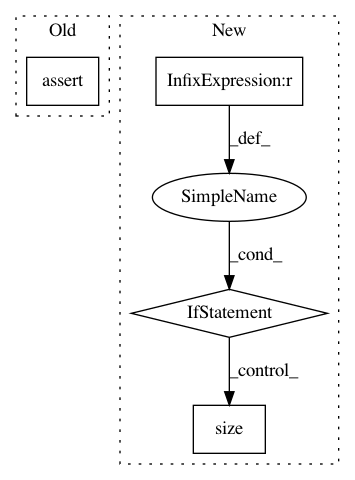 Old
New
assert
InfixExpression:r
_def_
SimpleName
_cond_
IfStatement
_control_
size